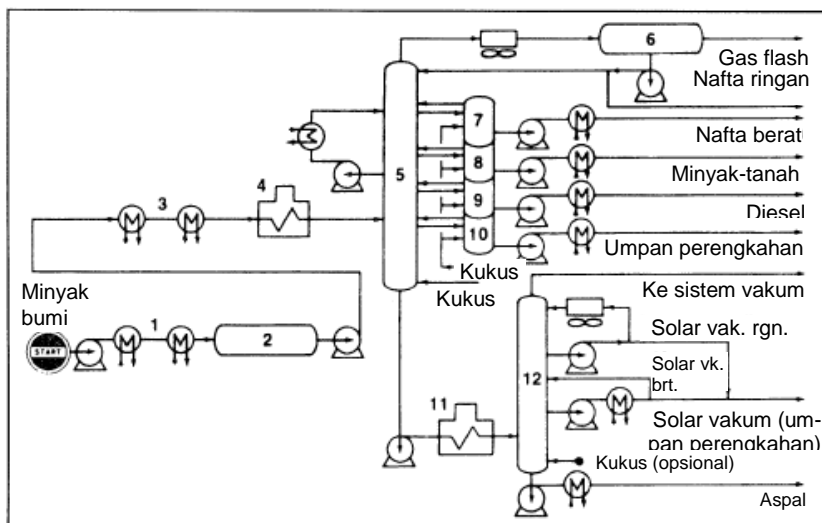 6
Gas flash
Nafta ringan
7
Nafta berat
8
Minyak-tanah
5
9
Diesel
10
Umpan perengkahan
4
3
Kukus
Kukus
Minyak
bumi
START
1
2
Ke sistem vakum
Solar vak. rgn.
Solar vk.
brt.
12
11
Solar vakum (um-
pan perengkahan)
Kukus (opsional)
Aspal